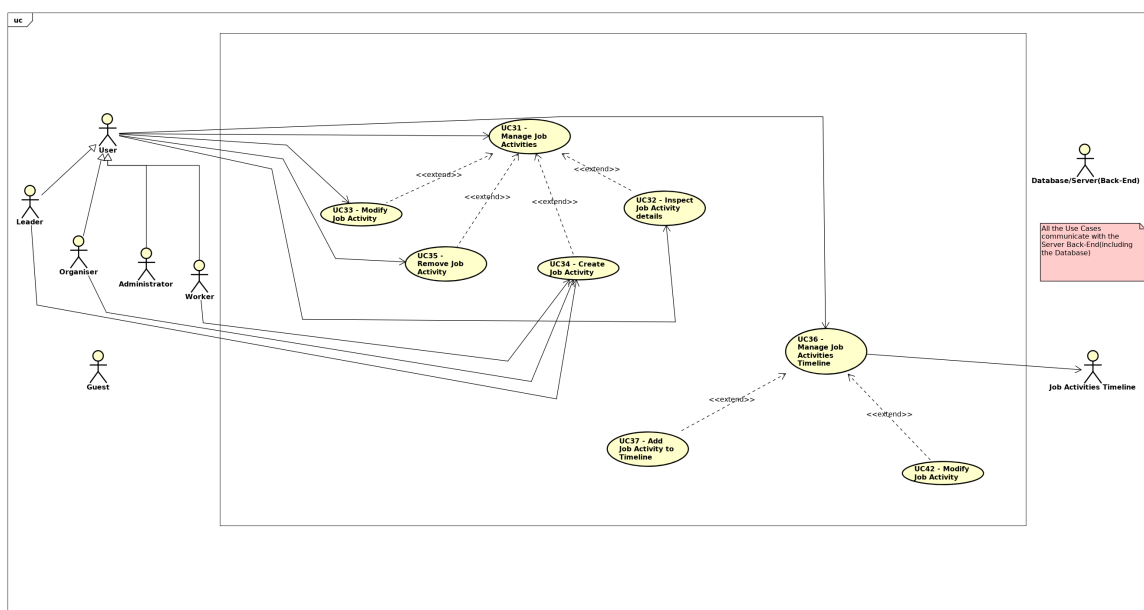 uc
User
UC31 -
Manage Job
Activities
Database/Server(Back-End)
<<extend>>
<<extend>>
<<extend>>
<<extend>>
Leader
UC33 - Modify
Job Activity
UC32 - Inspect
Job Activity
details
All the Use Cases
communicate with the
Server Back-End(including
the Database)
Organiser
Administrator
Worker
UC35 -
Remove Job
Activity
UC34 - Create
Job Activity
UC36 -
Manage Job
Activities
Timeline
Guest
Job Activities Timeline
<<extend>>
<<extend>>
UC37 - Add
Job Activity to
Timeline
UC42 - Modify
Job Activity